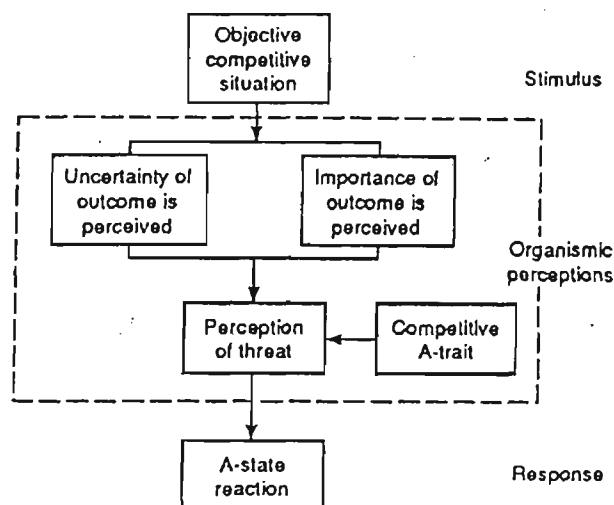 Objective
competitive
situation
Stimulus
Uncertainty of
outcome is
perceived
Importance of
outcome is
perceived
Organismic
perceptions
Perception
of threat
Competitive
A-trait
A-state
reaction
Response